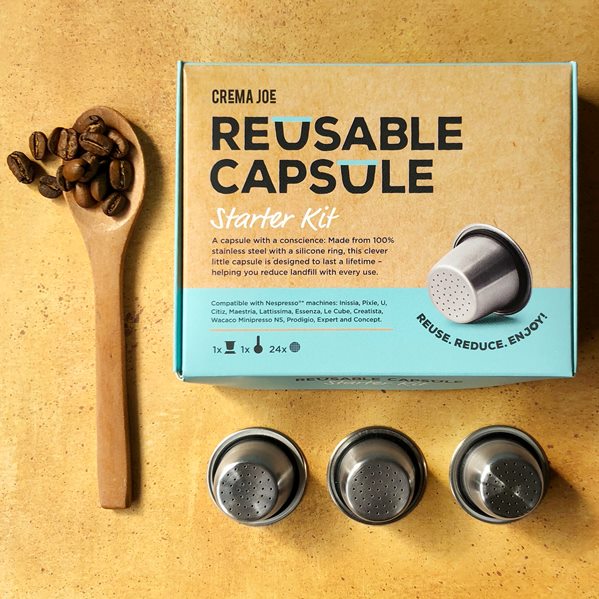 CREMA JOE
REUSABLE
CAPSULE
Starter Kit
A capsule with a conscience: Made from 100%
stainless steel with a silicone ring, this clever
little capsule is designed to last a lifetime –
helping you reduce landfill with every use.
Compatible with Nespresso™* machines: Inissia, Pixie, U,
Citiz, Maestria, Lattissima, Essenza, Le Cube, Creatista,
Wacaco Minipresso NS, Prodigio, Expert and Concept.
1x 1x 24x
REUSE. REDUCE. ENJOY!
REUSABLE CAPSULE
Starter Kit